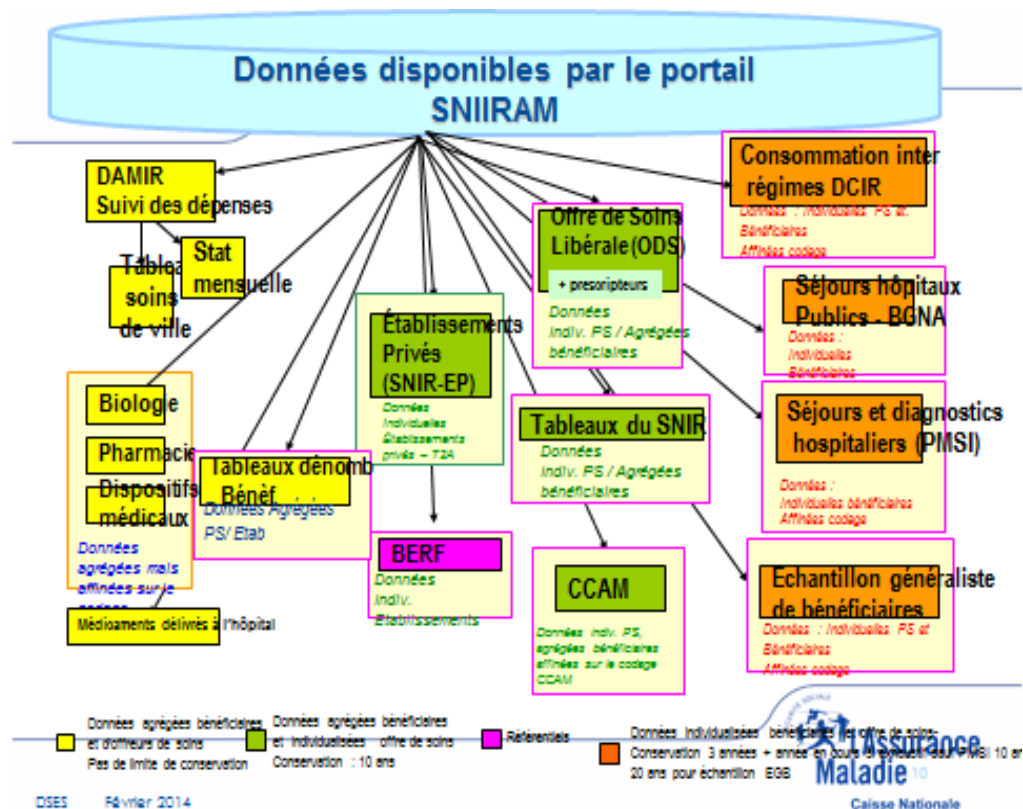 Données disponibles par le portail
SNIIRAM
DAMIR
Suivi des dépenses
Stat
mensuelle
soins
de ville
Biologie
Pharmacie
Dispositifs
médicaux
Données
agrégées mais
affinées sur le
Médicaments délivrés à l'hôpital
Tableaux dénomb
Bénèf
Données Agrégées
PS/ Etab
Établissements
Privés
(SNIR-EP)
Données
Individuelles
Établissements
privés – T2A
BERF
Données
Indiv.
Etablissements
Offre de Soins
Libérale (ODS)
+ prescripteurs
Données
Indiv. PS / Agrégées
bénéficiaires
Tableaux du SNIR
Données
Indiv. PS / Agrégées
bénéficiaires
CCAM
Données Indiv. PS,
agrégées bénéficiaires
affinées sur le codage
CCAM
Consommation inter
régimes DCIR
Données : Individuelles PS et
Bénéficiaires
Affinées codage
Séjours hôpitaux
Publics - BGNA
Données :
Individuelles
Bénéficiaires
Séjours et diagnostics
hospitaliers (PMSI)
Données :
Individuelles bénéficiaires
Affinées codage
Echantillon généraliste
de bénéficiaires
Données : Individuelles PS et
Bénéficiaires
Affinées codage
Données agrégées bénéficiaires
et d'offreurs de soins
Pas de limite de conservation
Données agrégées bénéficiaires
et individualisées offre de soins
Conservation : 10 ans
Référentiels
Données individualisées bénéficiaires et offre de soins
Conservation 3 années + année en cours PMSI 10 an
20 ans pour échantillon EGB
l'Assurance
Maladie
10
Caisse Nationale
DSES Février 2014